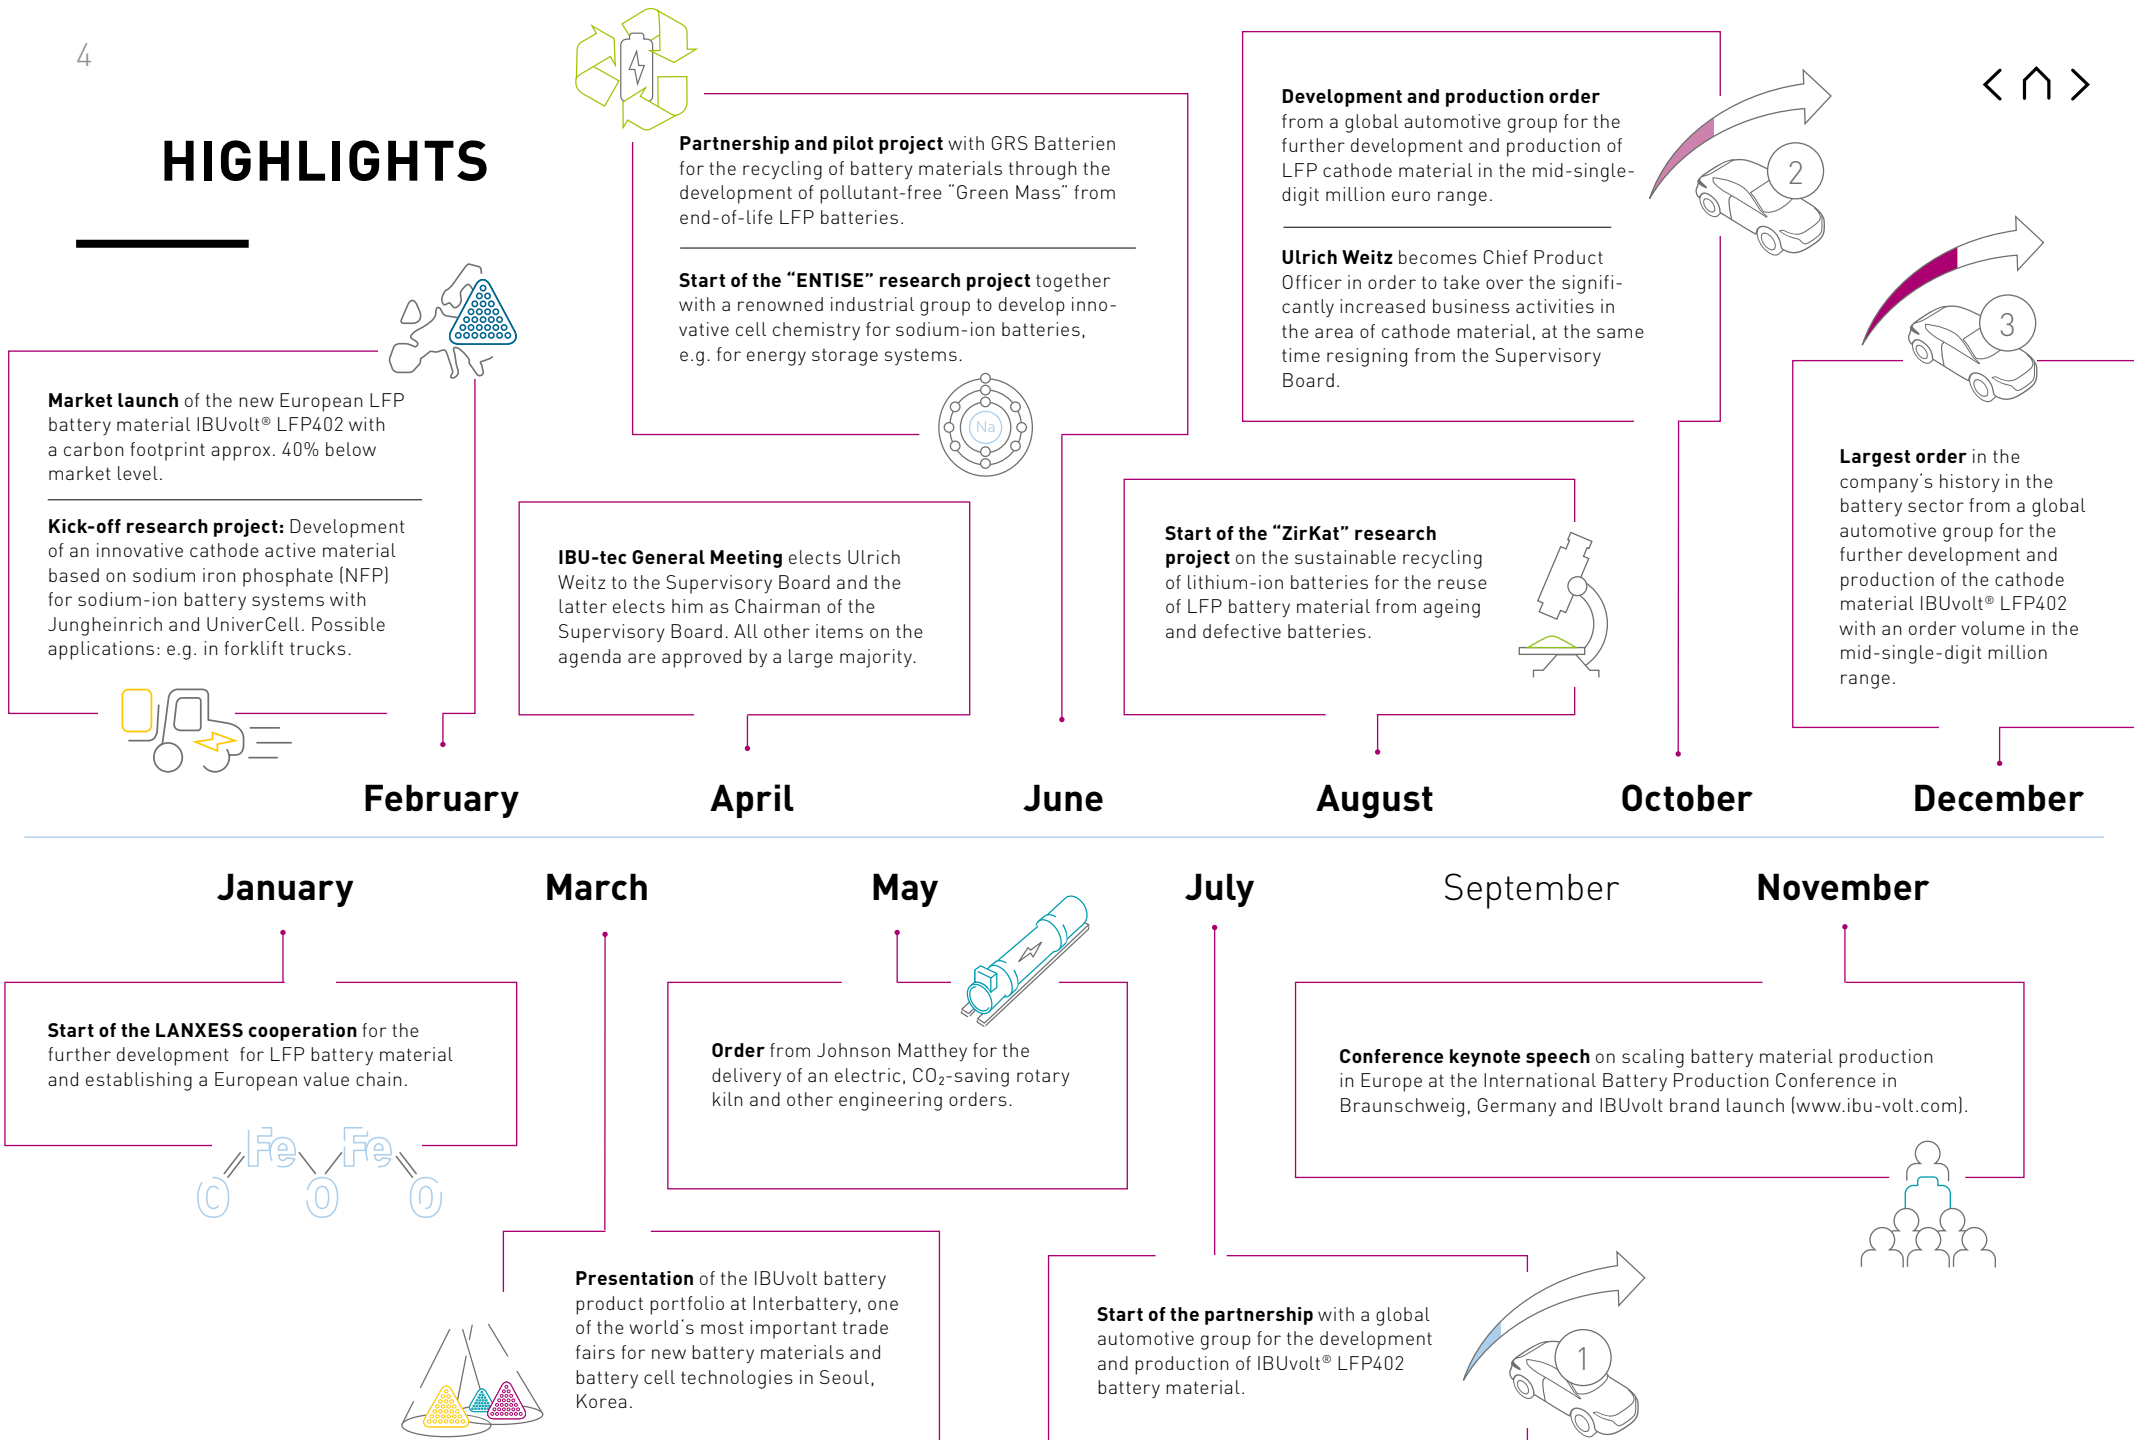 4
HIGHLIGHTS
Market launch of the new European LFP
battery material IBUvolt® LFP402 with
a carbon footprint approx. 40% below
market level.
Kick-off research project: Development
of an innovative cathode active material
based on sodium iron phosphate (NFP)
for sodium-ion battery systems with
Jungheinrich and UniverCell. Possible
applications: e.g. in forklift trucks.
Partnership and pilot project with GRS Batterien
for the recycling of battery materials through the
development of pollutant-free “Green Mass” from
end-of-life LFP batteries.
Start of the “ENTISE” research project together
with a renowned industrial group to develop inno-
vative cell chemistry for sodium-ion batteries,
e.g. for energy storage systems.
Na
IBU-tec General Meeting elects Ulrich
Weitz to the Supervisory Board and the
latter elects him as Chairman of the
Supervisory Board. All other items on the
agenda are approved by a large majority.
Development and production order
from a global automotive group for the
further development and production of
LFP cathode material in the mid-single-
digit million euro range.
Ulrich Weitz becomes Chief Product
Officer in order to take over the signifi-
cantly increased business activities in
the area of cathode material, at the same
time resigning from the Supervisory
Board.
2
Start of the “ZirKat” research
project on the sustainable recycling
of lithium-ion batteries for the reuse
of LFP battery material from ageing
and defective batteries.
3
Largest order in the
company‘s history in the
battery sector from a global
automotive group for the
further development and
production of the cathode
material IBUvolt® LFP402
with an order volume in the
mid-single-digit million
range.
February
April
June
August
October
December
January
March
May
July
September
November
Start of the LANXESS cooperation for the
further development for LFP battery material
and establishing a European value chain.
Fe Fe
O O O
Presentation of the IBUvolt battery
product portfolio at Interbattery, one
of the world‘s most important trade
fairs for new battery materials and
battery cell technologies in Seoul,
Korea.
Order from Johnson Matthey for the
delivery of an electric, CO₂-saving rotary
kiln and other engineering orders.
Start of the partnership with a global
automotive group for the development
and production of IBUvolt® LFP402
battery material.
1
Conference keynote speech on scaling battery material production
in Europe at the International Battery Production Conference in
Braunschweig, Germany and IBUvolt brand launch (www.ibu-volt.com).